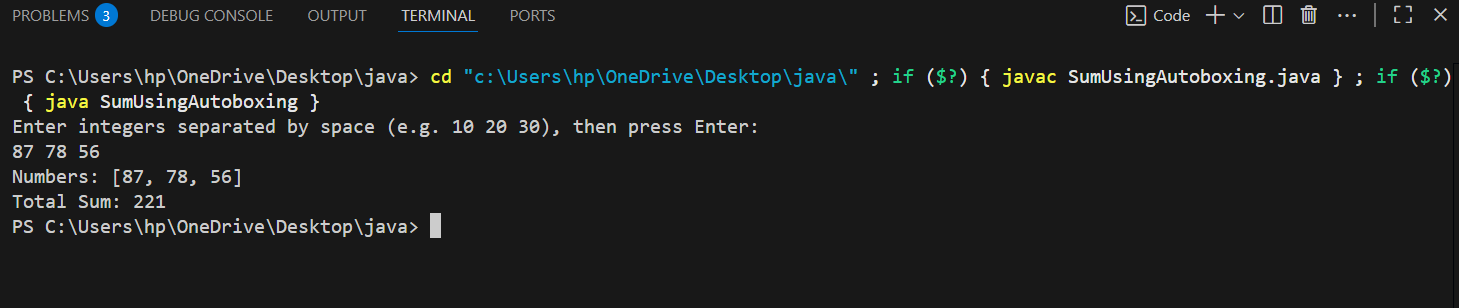 PROBLEMS 3 DEBUG CONSOLE OUTPUT TERMINAL PORTS Code
PS C:\Users\hp\OneDrive\Desktop\java> cd "c:\Users\hp\OneDrive\Desktop\java\" ; if ($?) { javac SumUsingAutoboxing.java } ; if ($?)
{ java SumUsingAutoboxing }
Enter integers separated by space (e.g. 10 20 30), then press Enter:
87 78 56
Numbers: [87, 78, 56]
Total Sum: 221
PS C:\Users\hp\OneDrive\Desktop\java>